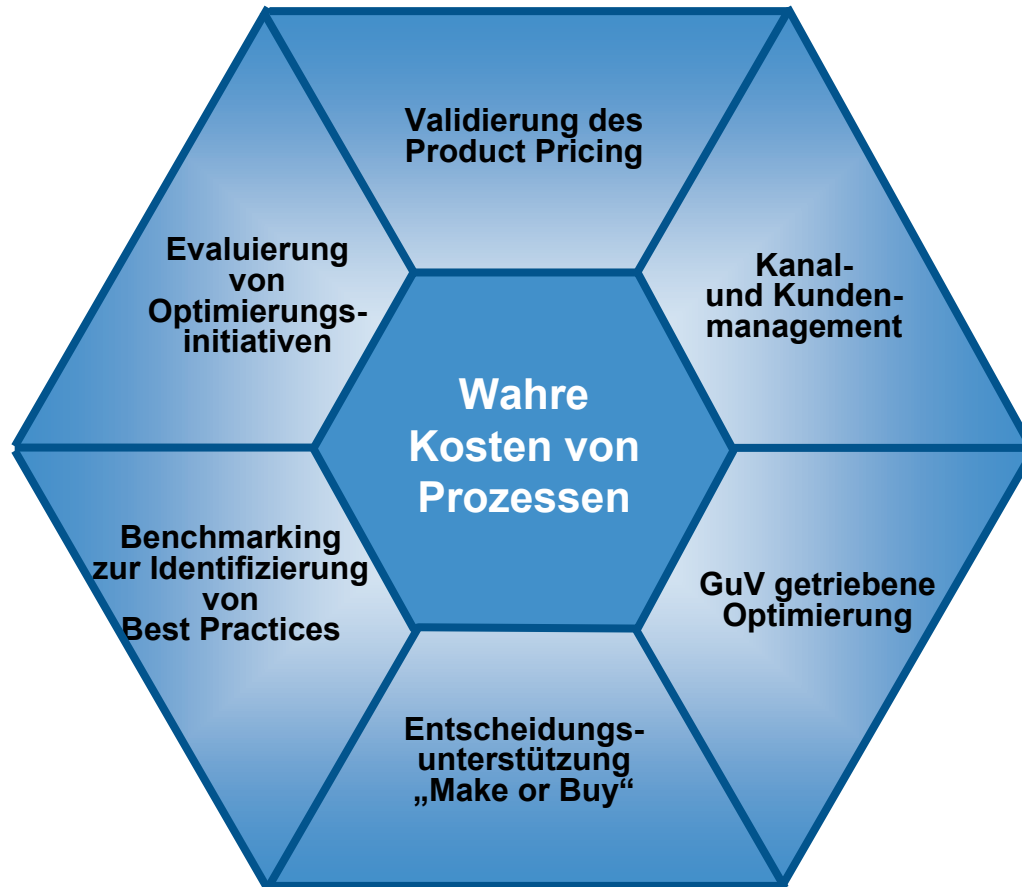 Validierung des
Product Pricing
Evaluierung
von
Optimierungs-
initiativen
Kanal-
und Kunden-
management
Wahre
Kosten von
Prozessen
Benchmarking
zur Identifizierung
von
Best Practices
GuV getriebene
Optimierung
Entscheidungs-
unterstützung
„Make or Buy“